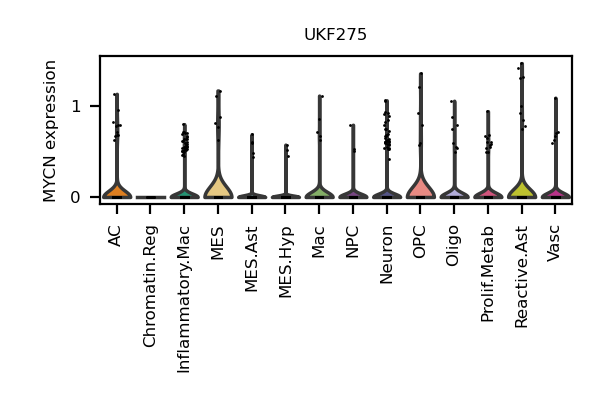 UKF275
MYCN expression
1
0
AC
Chromatin.Reg
Inflammatory.Mac
MES
MES.Ast
MES.Hyp
Mac
NPC
Neuron
OPC
Oligo
Prolif.Metab
Reactive.Ast
Vasc